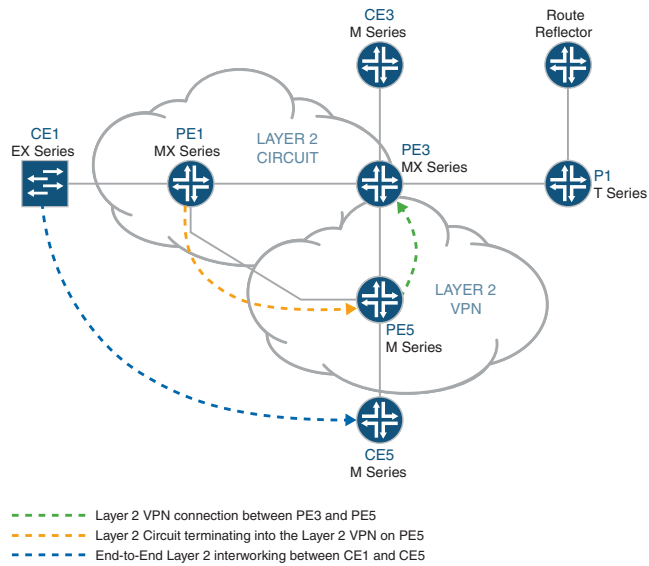 CE3
M Series
Route
Reflector
CE1
EX Series
PE1
MX Series
LAYER 2
CIRCUIT
PE3
MX Series
P1
T Series
LAYER 2
VPN
PE5
M Series
CE5
M Series
Layer 2 VPN connection between PE3 and PE5
Layer 2 Circuit terminating into the Layer 2 VPN on PE5
End-to-End Layer 2 interworking between CE1 and CE5